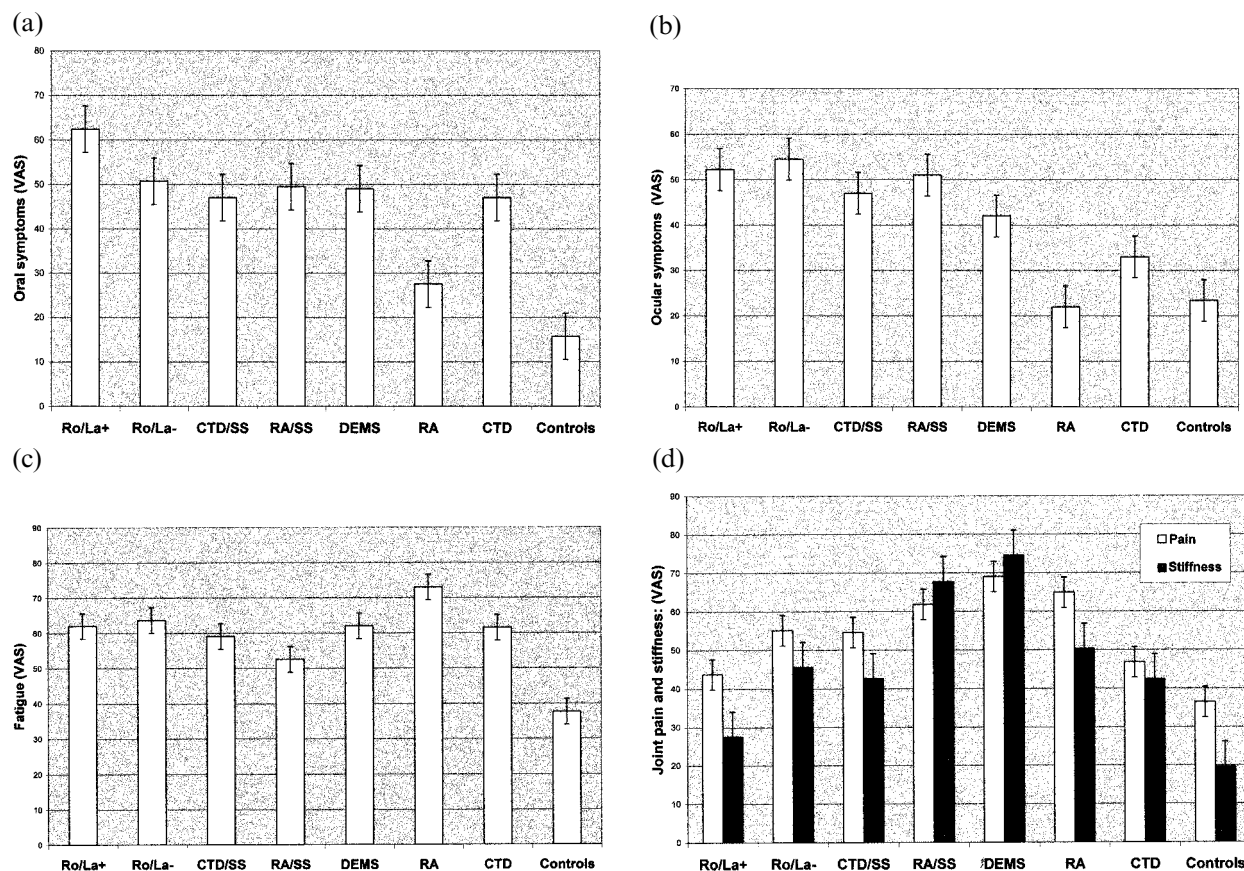 (a)
80
70
60
50
40
30
20
10
0
Oral symptoms (VAS)
Ro/La+ Ro/La- CTD/SS RA/SS DEMS RA CTD Controls
(b)
70
60
50
40
30
20
10
0
Ocular symptoms (VAS)
Ro/La+ Ro/La- CTD/SS RA/SS DEMS RA CTD Controls
(c)
90
80
70
60
50
40
30
20
10
0
Fatigue (VAS)
Ro/La+ Ro/La- CTD/SS RA/SS DEMS RA CTD Controls
(d)
90
80
70
60
50
40
30
20
10
0
Joint pain and stiffness: (VAS)
Pain
Stiffness
Ro/La+ Ro/La- CTD/SS RA/SS DEMS RA CTD Controls